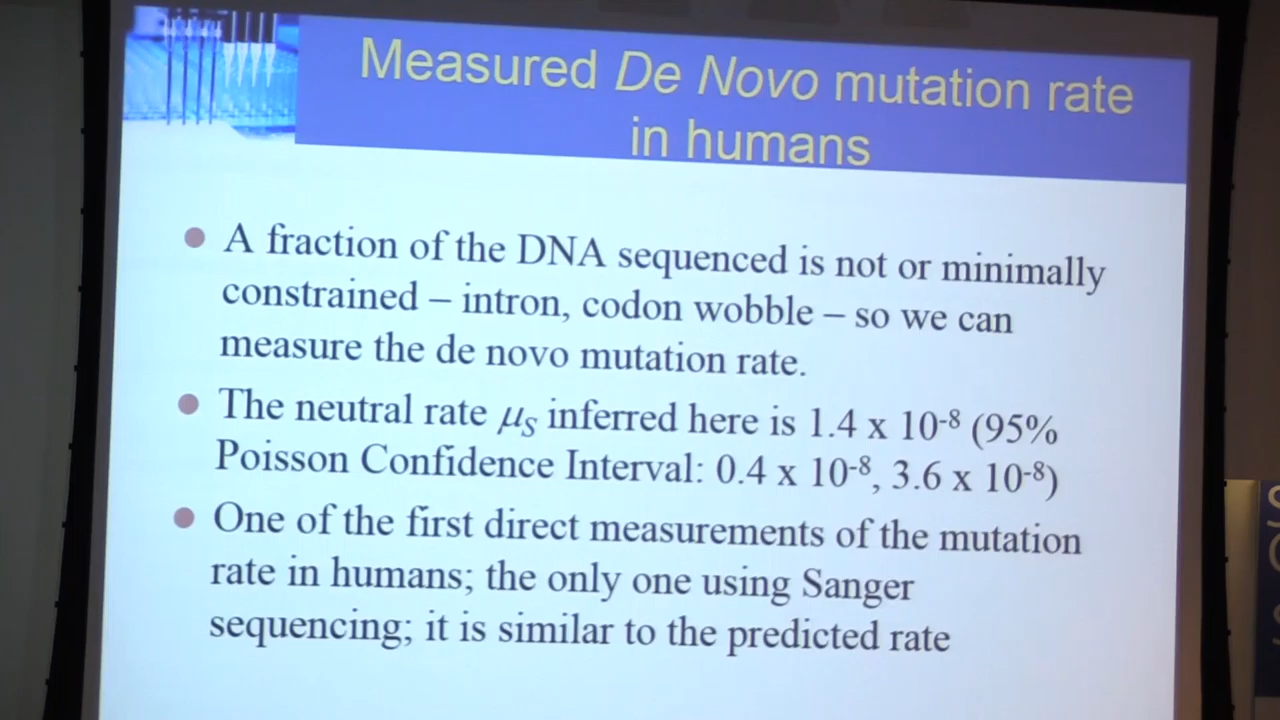 Measured De Novo mutation rate
in humans
A fraction of the DNA sequenced is not or minimally
constrained – intron, codon wobble – so we can
measure the de novo mutation rate.
The neutral rate μS inferred here is 1.4 x 10-8 (95%
Poisson Confidence Interval: 0.4 x 10-8, 3.6 x 10-8)
One of the first direct measurements of the mutation
rate in humans; the only one using Sanger
sequencing; it is similar to the predicted rate